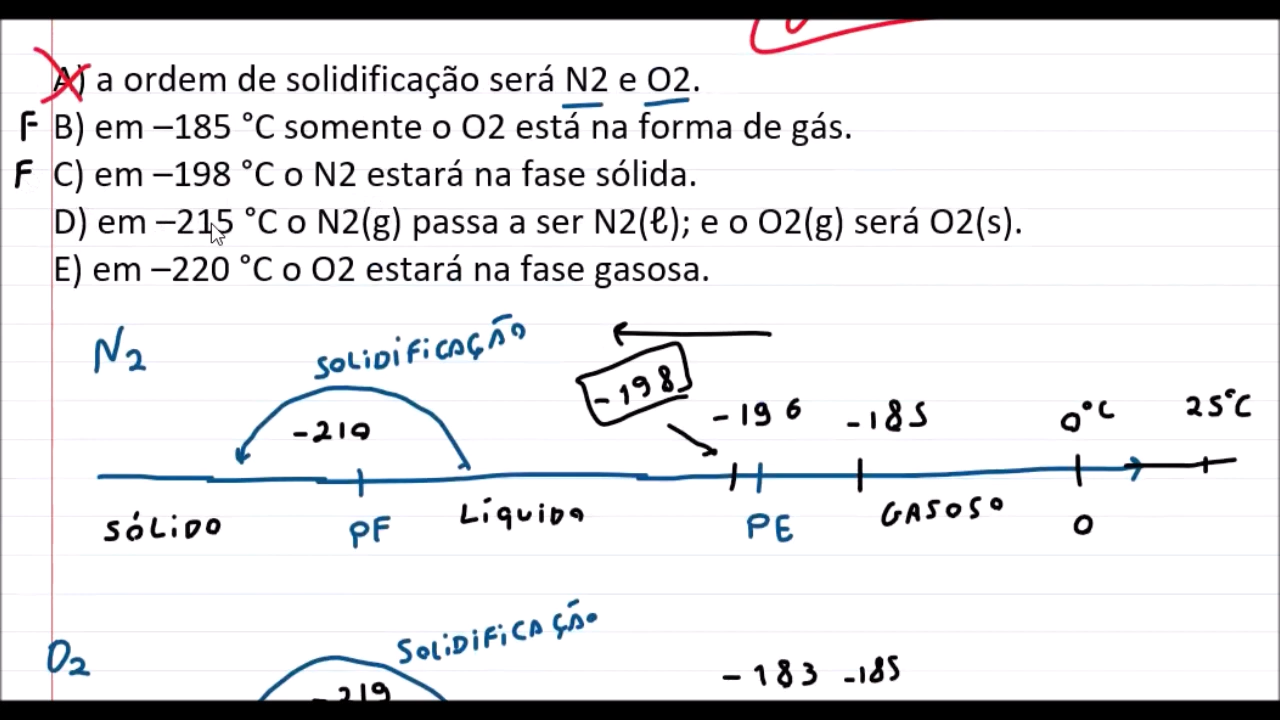 A) a ordem de solidificação será N2 e O2.
F B) em –185 °C somente o O2 está na forma de gás.
F C) em –198 °C o N2 estará na fase sólida.
D) em –215 °C o N2(g) passa a ser N2(ℓ); e o O2(g) será O2(s).
E) em –220 °C o O2 estará na fase gasosa.
N2 SOLIDIFICAÇÃO
-210 -198 -196 -185 0°C 25°C
SÓLIDO PF LÍQUIDO PE GASOSO 0
O2 SOLIDIFICAÇÃO
-219 -183 -185